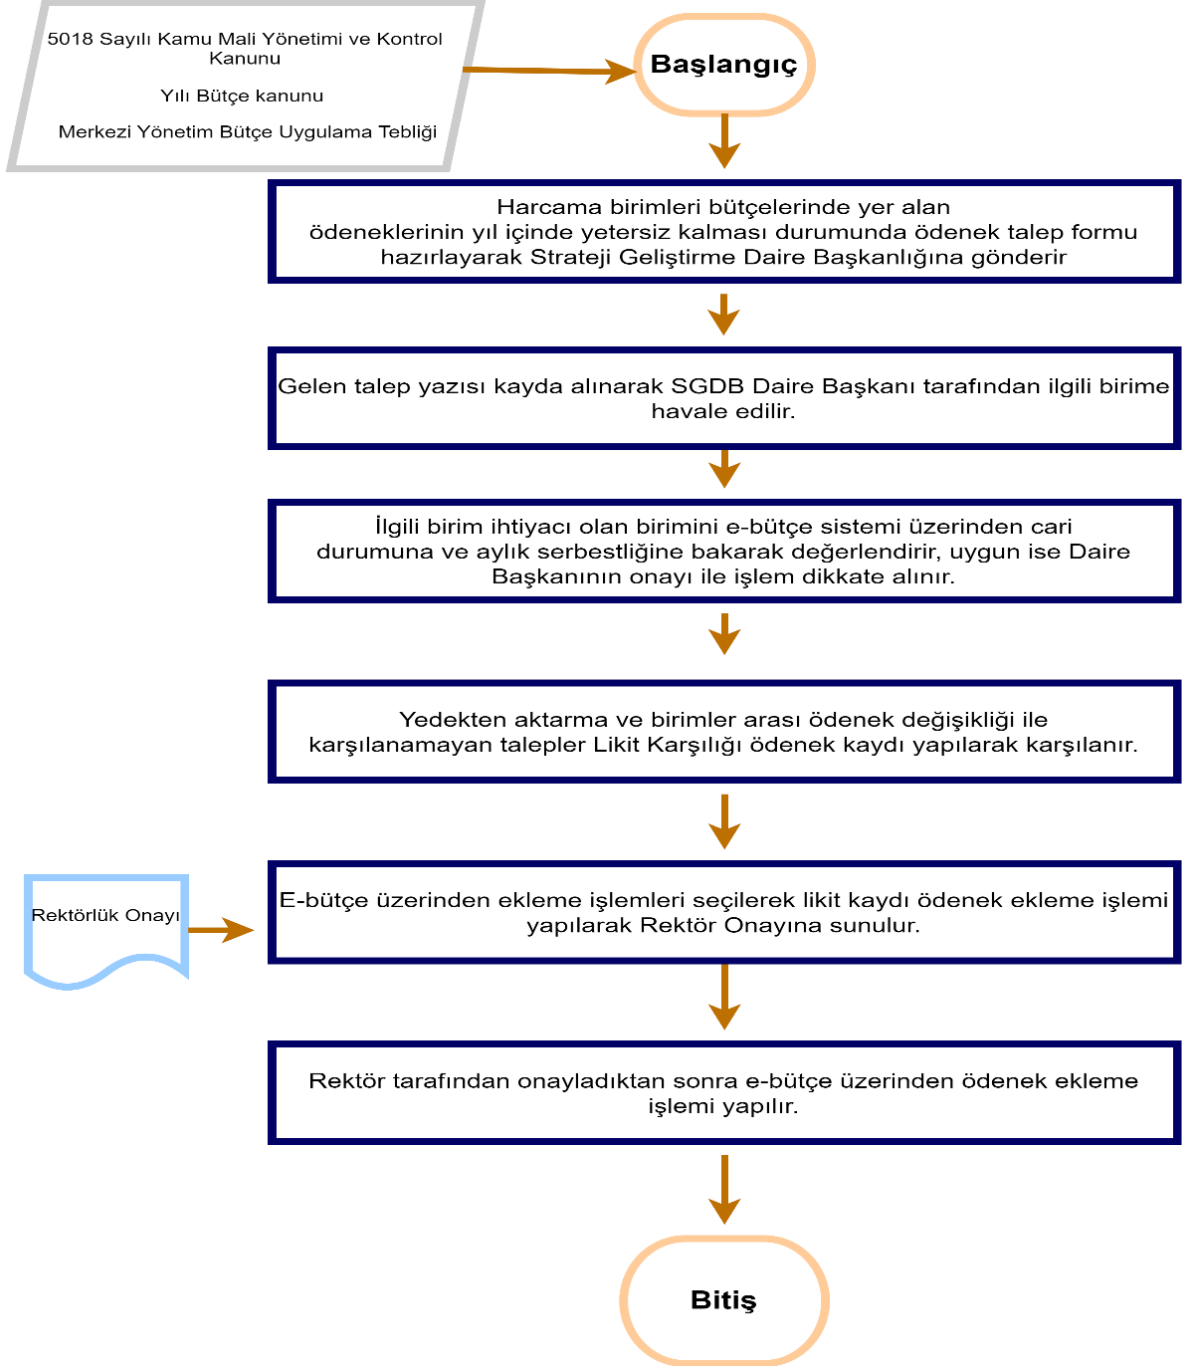 5018 Sayılı Kamu Mali Yönetimi ve Kontrol
Kanunu
Yılı Bütçe kanunu
Merkezi Yönetim Bütçe Uygulama Tebliği
Başlangıç
Harcama birimleri bütçelerinde yer alan
ödeneklerinin yıl içinde yetersiz kalması durumunda ödenek talep formu
hazırlayarak Strateji Geliştirme Daire Başkanlığına gönderir
Gelen talep yazısı kayda alınarak SGDB Daire Başkanı tarafından ilgili birime
havale edilir.
İlgili birim ihtiyacı olan birimini e-bütçe sistemi üzerinden cari
durumuna ve aylık serbestliğine bakarak değerlendirir, uygun ise Daire
Başkanının onayı ile işlem dikkate alınır.
Yedekten aktarma ve birimler arası ödenek değişikliği ile
karşılanamayan talepler Likit Karşılığı ödenek kaydı yapılarak karşılanır.
Rektörlük Onayı
E-bütçe üzerinden ekleme işlemleri seçilerek likit kaydı ödenek ekleme işlemi
yapılarak Rektör Onayına sunulur.
Rektör tarafından onayladıktan sonra e-bütçe üzerinden ödenek ekleme
işlemi yapılır.
Bitiş